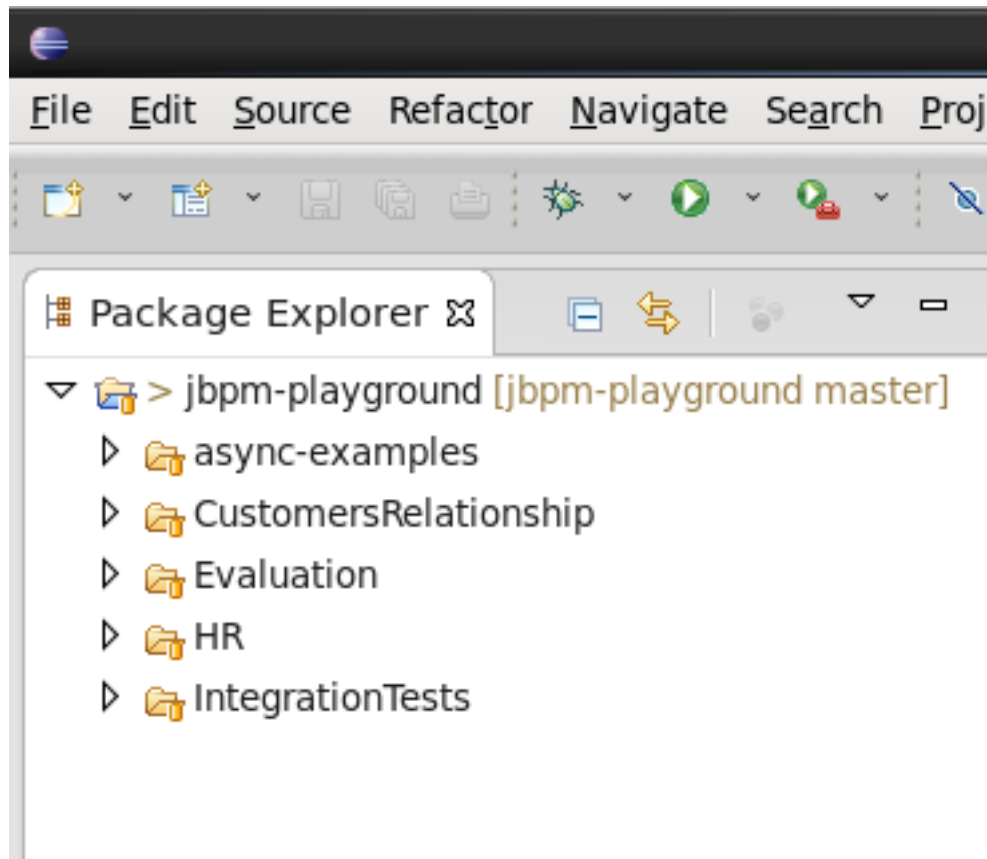 File Edit Source Refactor Navigate Search Proj
Package Explorer
> jbpm-playground [jbpm-playground master]
async-examples
CustomersRelationship
Evaluation
HR
IntegrationTests